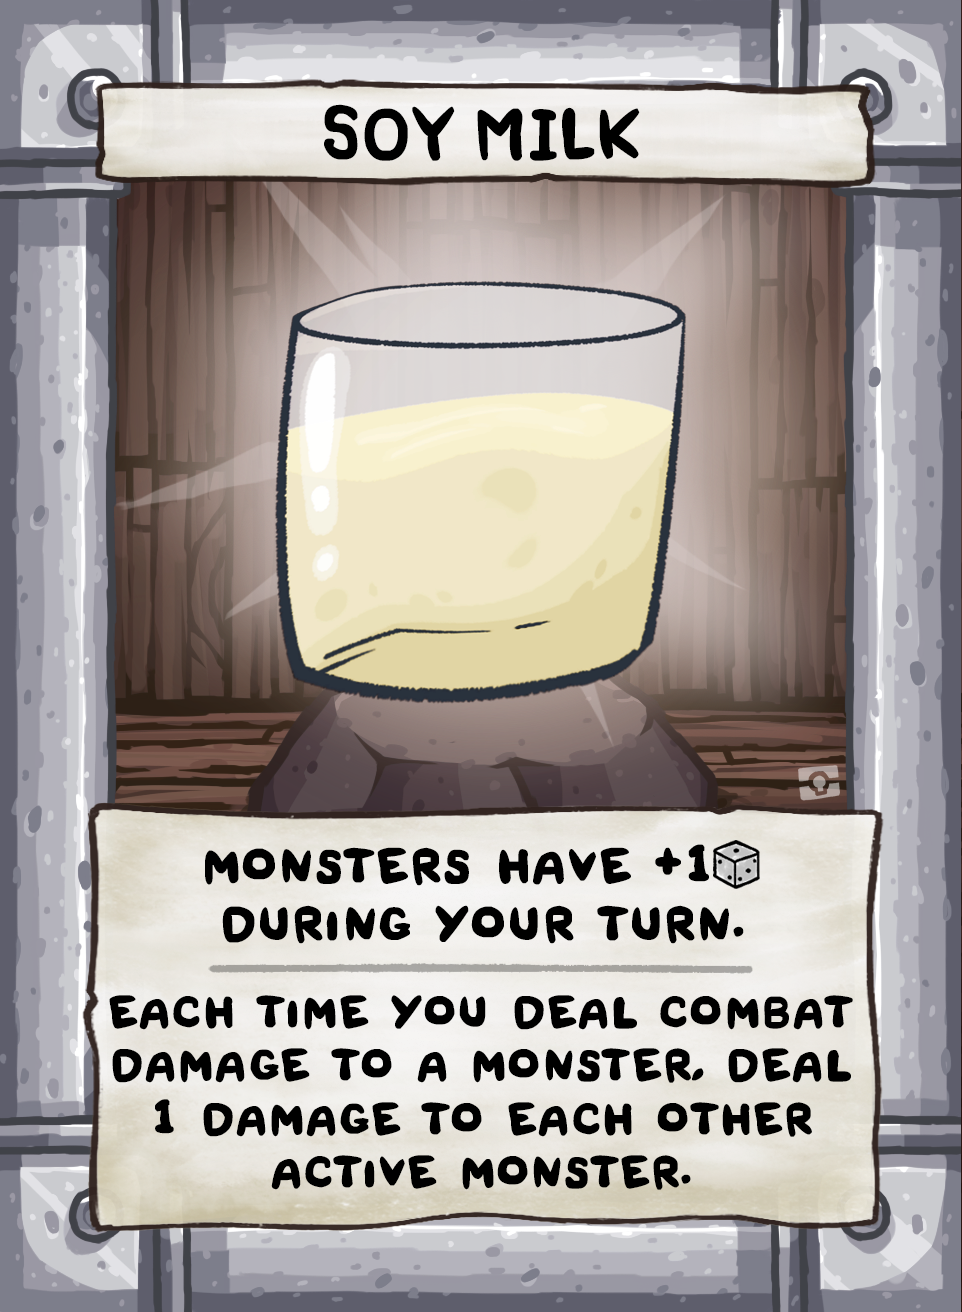 SOY MILK
MONSTERS HAVE +1
DURING YOUR TURN.
EACH TIME YOU DEAL COMBAT
DAMAGE TO A MONSTER, DEAL
1 DAMAGE TO EACH OTHER
ACTIVE MONSTER.